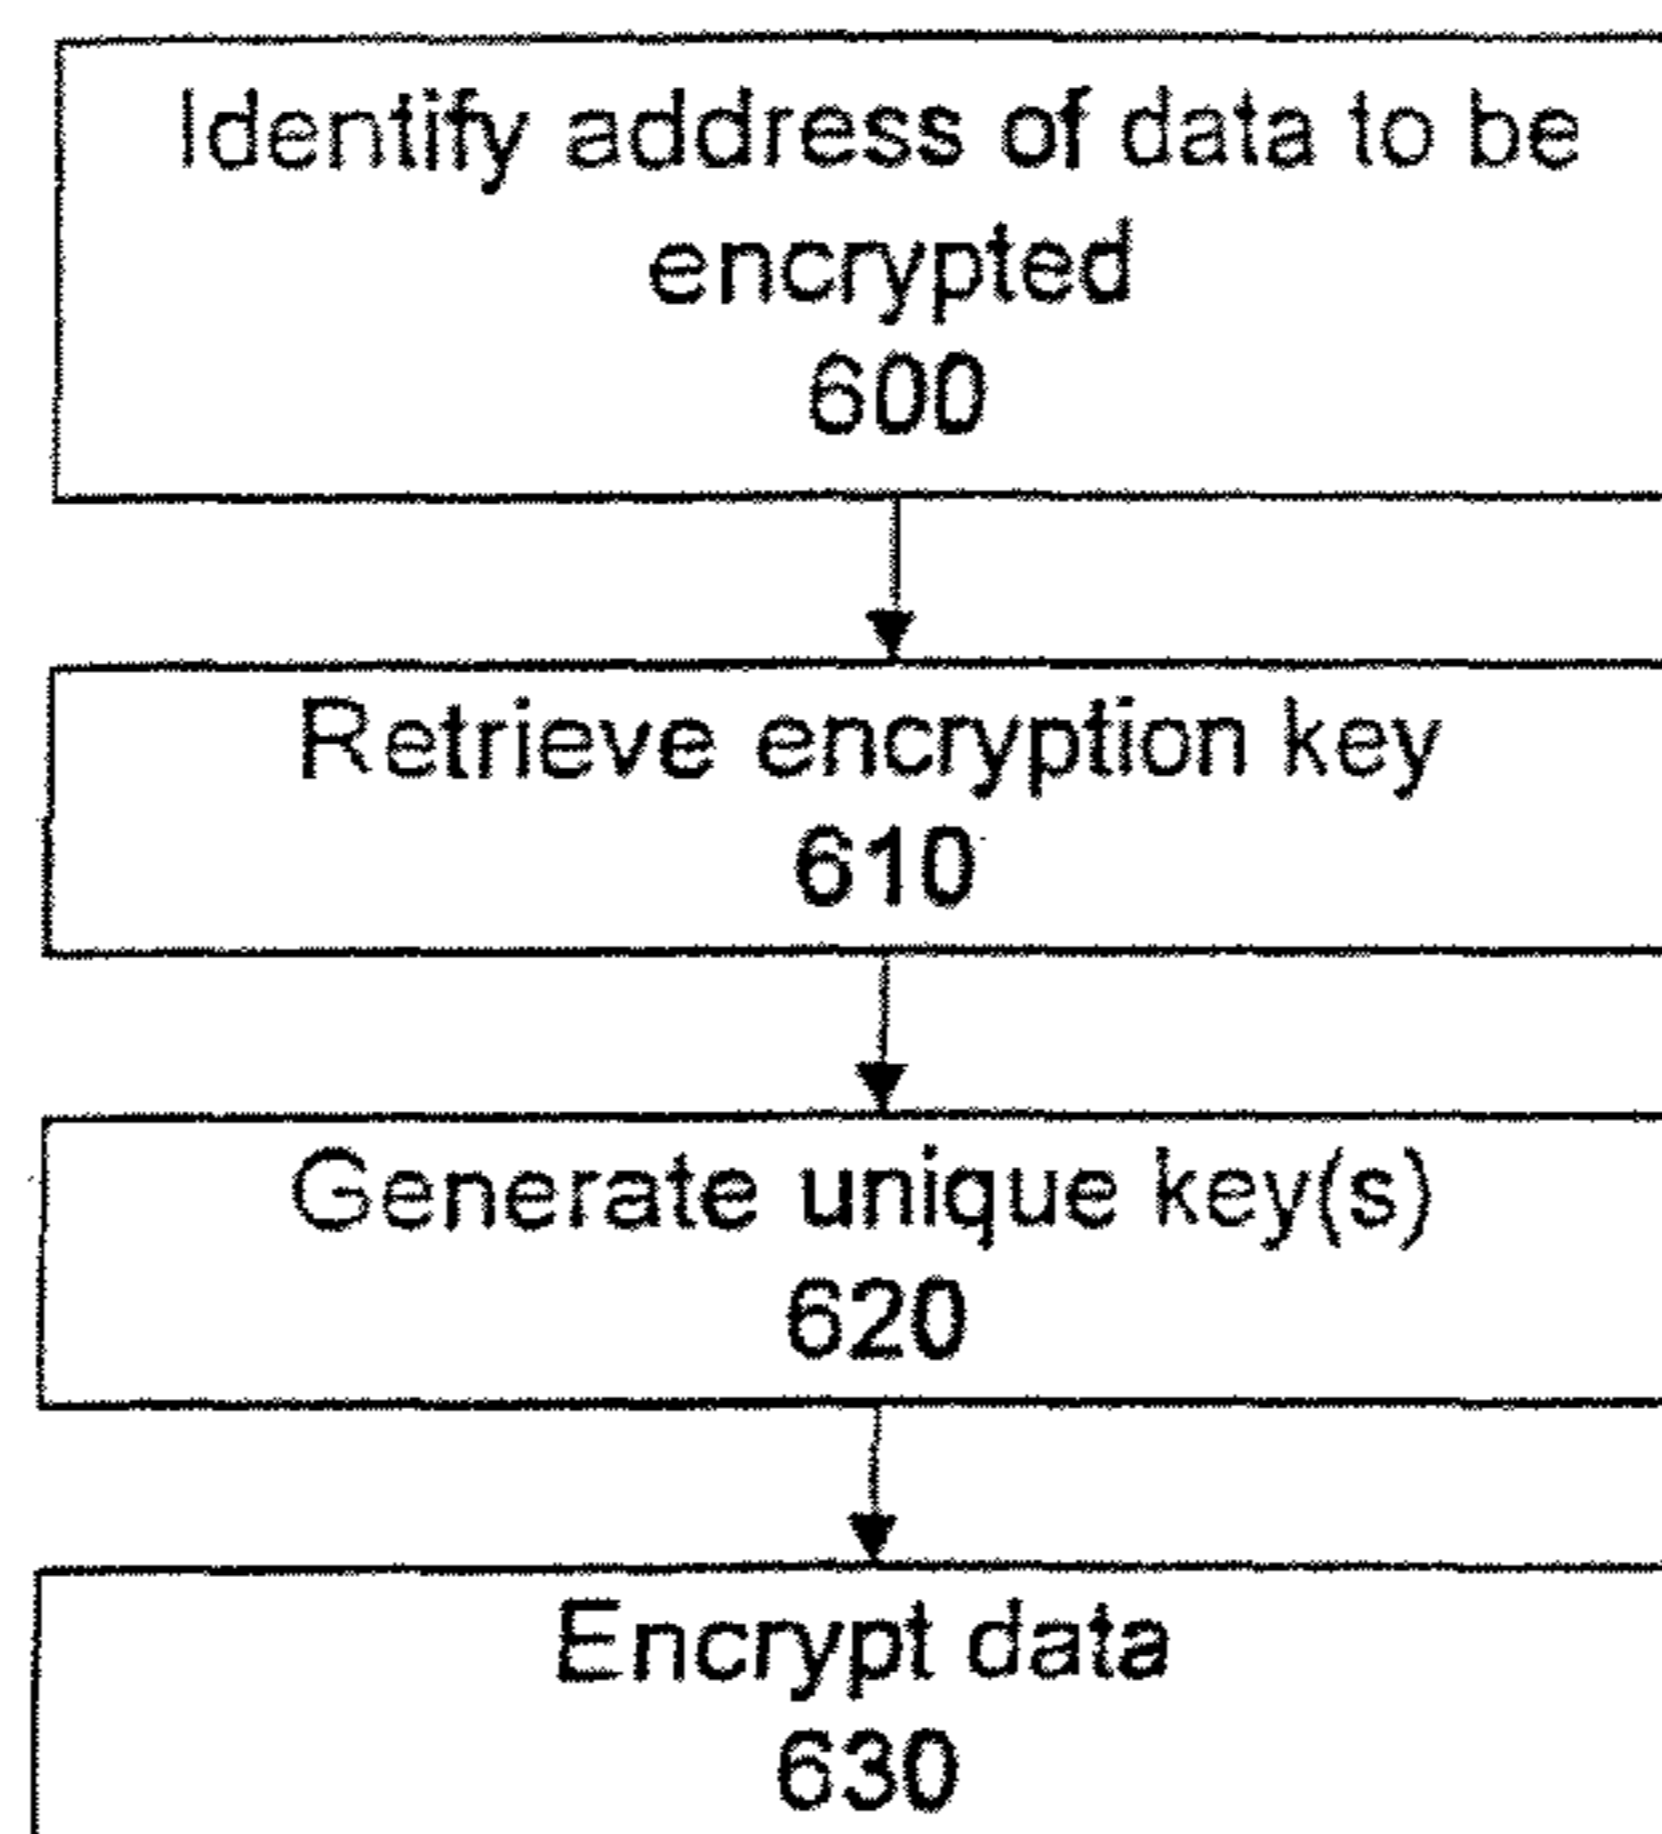 Identify address of data to be
encrypted
600
Retrieve encryption key
610
Generate unique key(s)
620
Encrypt data
630